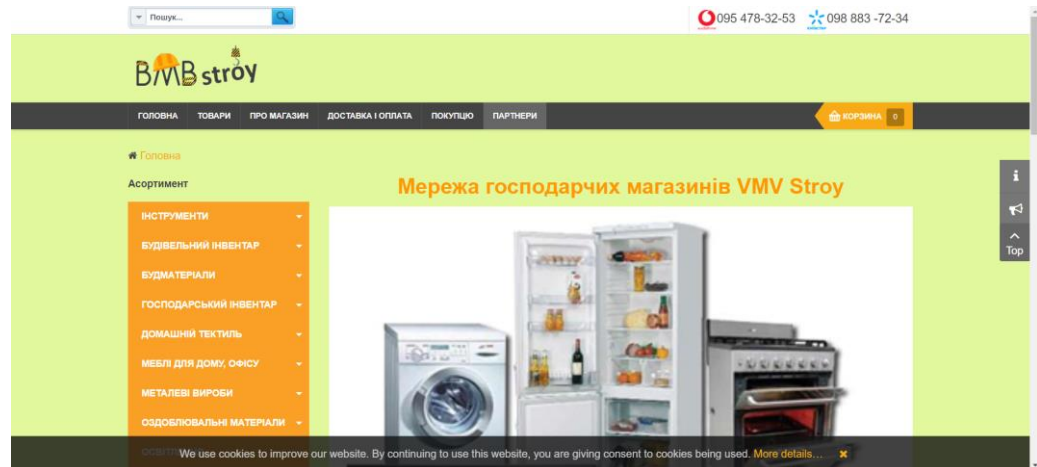 Пошук...
095 478-32-53 098 883 -72-34
BMB stroy
ГОЛОВНА ТОВАРИ ПРО МАГАЗИН ДОСТАВКА І ОПЛАТА ПОКУПЦЮ ПАРТНЕРИ КОРЗИНА 0
Головна
Асортимент
Мережа господарчих магазинів VMV Stroy
ІНСТРУМЕНТИ
БУДІВЕЛЬНИЙ ІНВЕНТАР
БУДМАТЕРІАЛИ
ГОСПОДАРСЬКИЙ ІНВЕНТАР
ДОМАШНІЙ ТЕКТИЛЬ
МЕБЛІ ДЛЯ ДОМУ, ОФІСУ
МЕТАЛЕВІ ВИРОБИ
ОЗДОБЛЮВАЛЬНІ МАТЕРІАЛИ
We use cookies to improve our website. By continuing to use this website, you are giving consent to cookies being used. More details…
Top